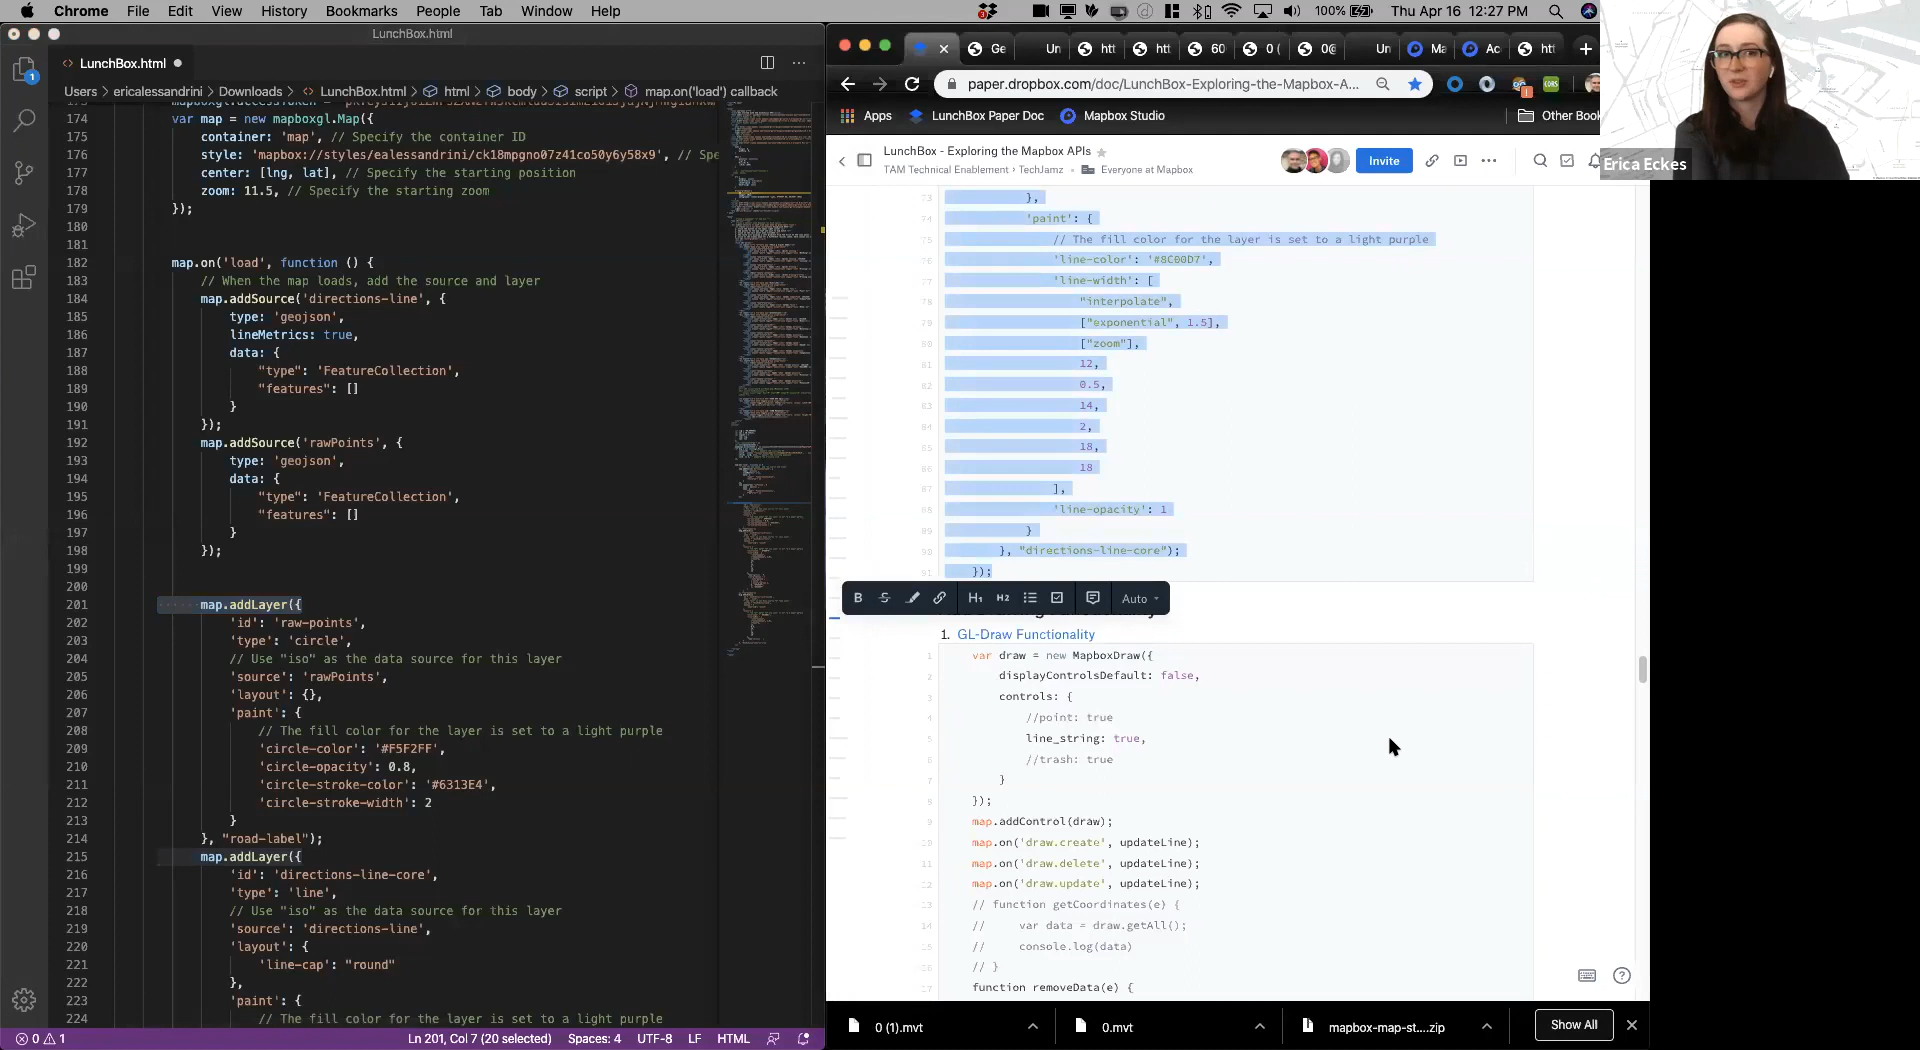 Chrome File Edit View History Bookmarks People Tab Window Help 100% Thu Apr 16 12:27 PM
LunchBox.html
LunchBox.html
Users > ericalessandrini > Downloads > LunchBox.html > html > body > script > map.on('load') callback
174 var map = new mapboxgl.Map({
175 container: 'map', // Specify the container ID
176 style: 'mapbox://styles/ealessandrini/ck18mpgno07z41co50y6y58x9', // Spe
177 center: [lng, lat], // Specify the starting position
178 zoom: 11.5, // Specify the starting zoom
179 });
180
181
182 map.on('load', function () {
183 // When the map loads, add the source and layer
184 map.addSource('directions-line', {
185 type: 'geojson',
186 lineMetrics: true,
187 data: {
188 "type": 'FeatureCollection',
189 "features": []
190 }
191 });
192 map.addSource('rawPoints', {
193 type: 'geojson',
194 data: {
195 "type": 'FeatureCollection',
196 "features": []
197 }
198 });
199
200
201 map.addLayer({
202 'id': 'raw-points',
203 'type': 'circle',
204 // Use "iso" as the data source for this layer
205 'source': 'rawPoints',
206 'layout': {},
207 'paint': {
208 // The fill color for the layer is set to a light purple
209 'circle-color': '#F5F2FF',
210 'circle-opacity': 0.8,
211 'circle-stroke-color': '#6313E4',
212 'circle-stroke-width': 2
213 }
214 }, "road-label");
215 map.addLayer({
216 'id': 'directions-line-core',
217 'type': 'line',
218 // Use "iso" as the data source for this layer
219 'source': 'directions-line',
220 'layout': {
221 'line-cap': "round"
222 },
223 'paint': {
224 // The fill color for the layer is set to a light purple
0 1 Ln 201, Col 7 (20 selected) Spaces: 4 UTF-8 LF HTML
Ge Un htt htt 60 0 ( 0@ Un Ma Ac htt
paper.dropbox.com/doc/LunchBox-Exploring-the-Mapbox-A...
Apps LunchBox Paper Doc Mapbox Studio Other Book
LunchBox - Exploring the Mapbox APIs
TAM Technical Enablement › TechJamz • Everyone at Mapbox
Invite
73 },
74 'paint': {
75 // The fill color for the layer is set to a light purple
76 'line-color': '#8C00D7',
77 'line-width': [
78 "interpolate",
79 ["exponential", 1.5],
80 ["zoom"],
81 12,
82 0.5,
83 14,
84 2,
85 18,
86 18
87 ],
88 'line-opacity': 1
89 }
90 }, "directions-line-core");
91 });
B S H1 H2 Auto
1. GL-Draw Functionality
1 var draw = new MapboxDraw({
2 displayControlsDefault: false,
3 controls: {
4 //point: true
5 line_string: true,
6 //trash: true
7 }
8 });
9 map.addControl(draw);
10 map.on('draw.create', updateLine);
11 map.on('draw.delete', updateLine);
12 map.on('draw.update', updateLine);
13 // function getCoordinates(e) {
14 // var data = draw.getAll();
15 // console.log(data)
16 // }
17 function removeData(e) {
0 (1).mvt 0.mvt mapbox-map-st....zip Show All
Erica Eckes